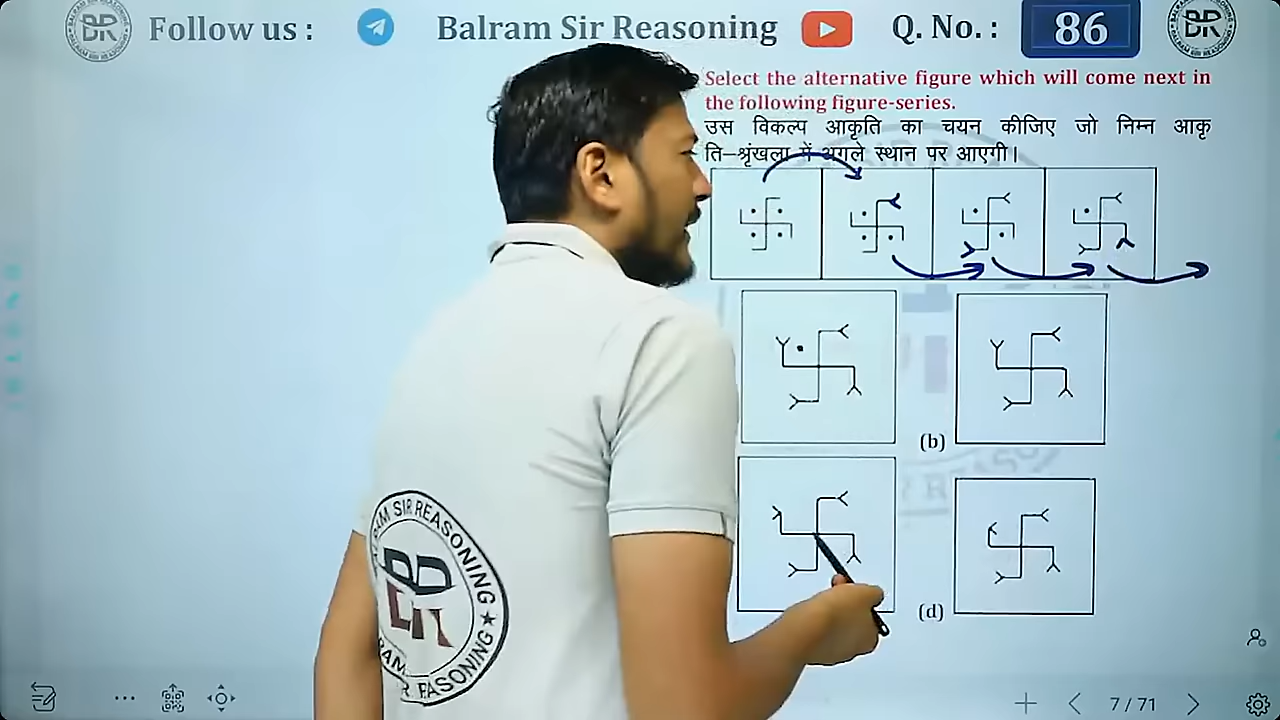 Follow us : Balram Sir Reasoning Q. No. : 86
Select the alternative figure which will come next in
the following figure-series.
उस विकल्प आकृति का चयन कीजिए जो निम्न आकृ
ति–श्रृंखला में अगले स्थान पर आएगी।
(b)
(d)
BALRAM SIR REASONING
7 / 71